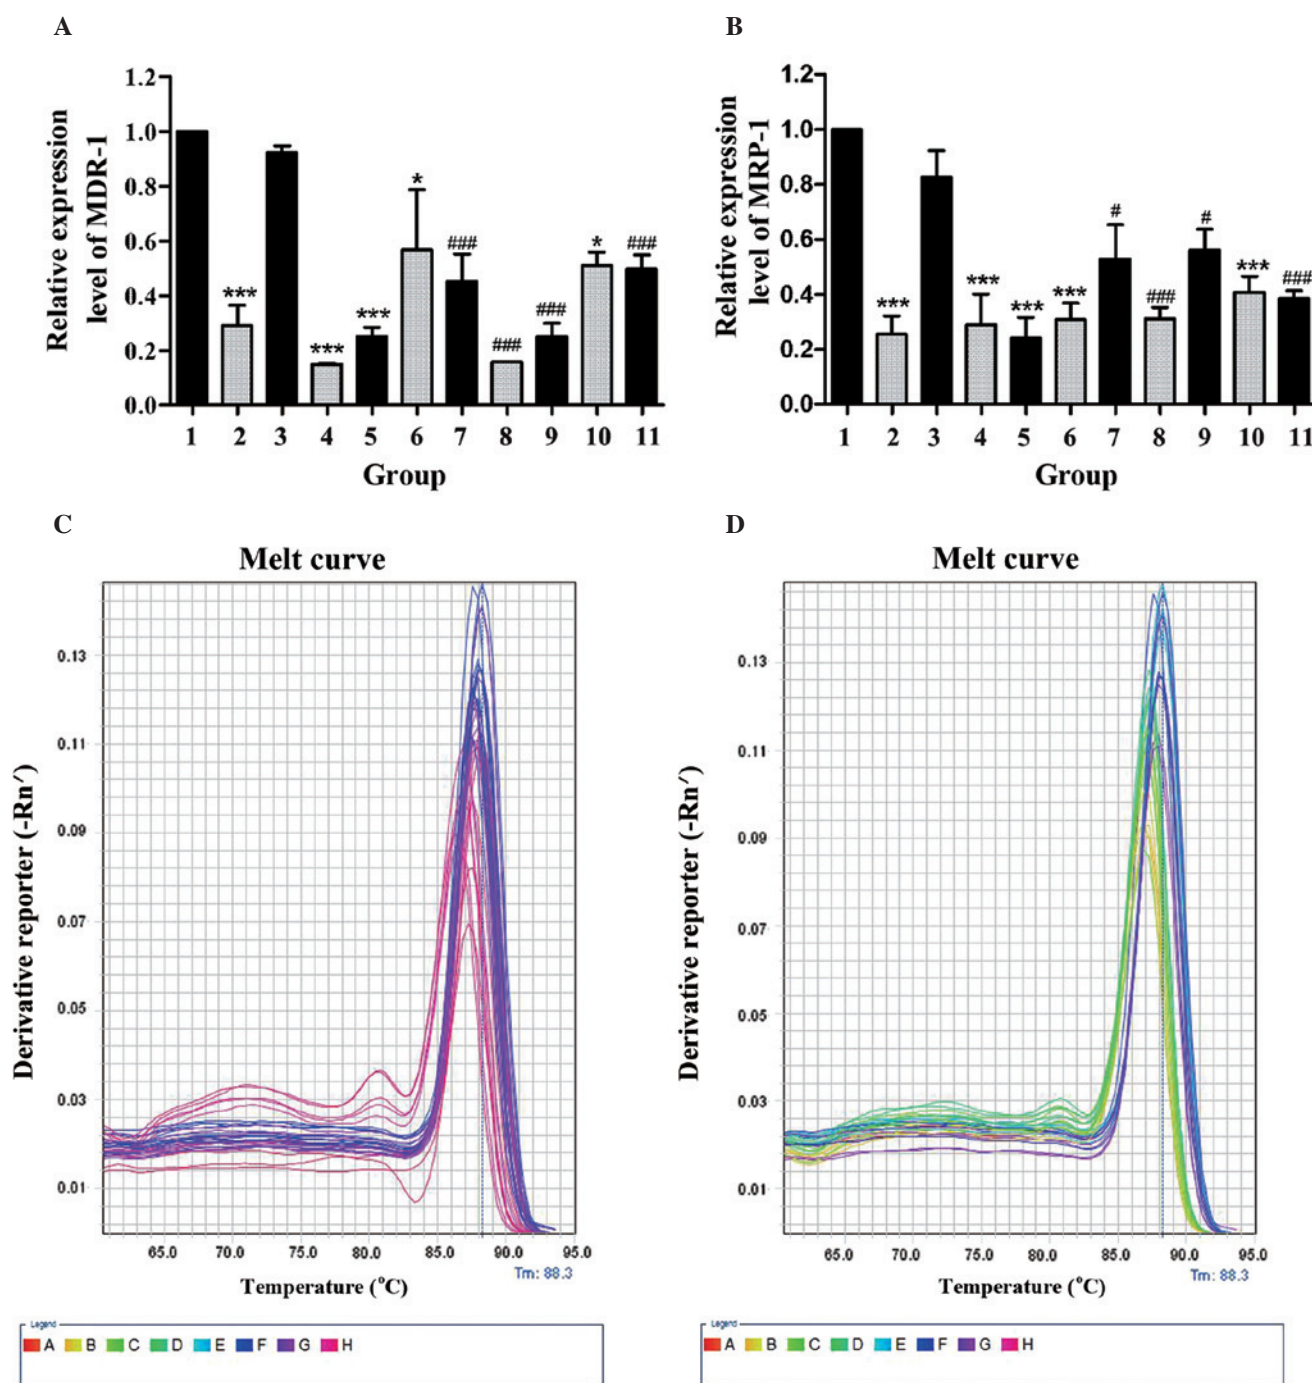 A
Relative expression
level of MDR-1
1.2
1.0
0.8
0.6
0.4
0.2
0.0
***
***
***
*
###
###
###
*
###
1 2 3 4 5 6 7 8 9 10 11
Group
B
Relative expression
level of MRP-1
1.2
1.0
0.8
0.6
0.4
0.2
0.0
***
***
***
***
#
###
#
***
###
1 2 3 4 5 6 7 8 9 10 11
Group
C
Melt curve
Derivative reporter (-Rn′)
0.13
0.11
0.09
0.07
0.05
0.03
0.01
65.0 70.0 75.0 80.0 85.0 90.0 95.0
Tm: 88.3
Temperature (°C)
Legend
A B C D E F G H
D
Melt curve
Derivative reporter (-Rn′)
0.13
0.11
0.09
0.07
0.05
0.03
0.01
65.0 70.0 75.0 80.0 85.0 90.0 95.0
Tm: 88.3
Temperature (°C)
Legend
A B C D E F G H